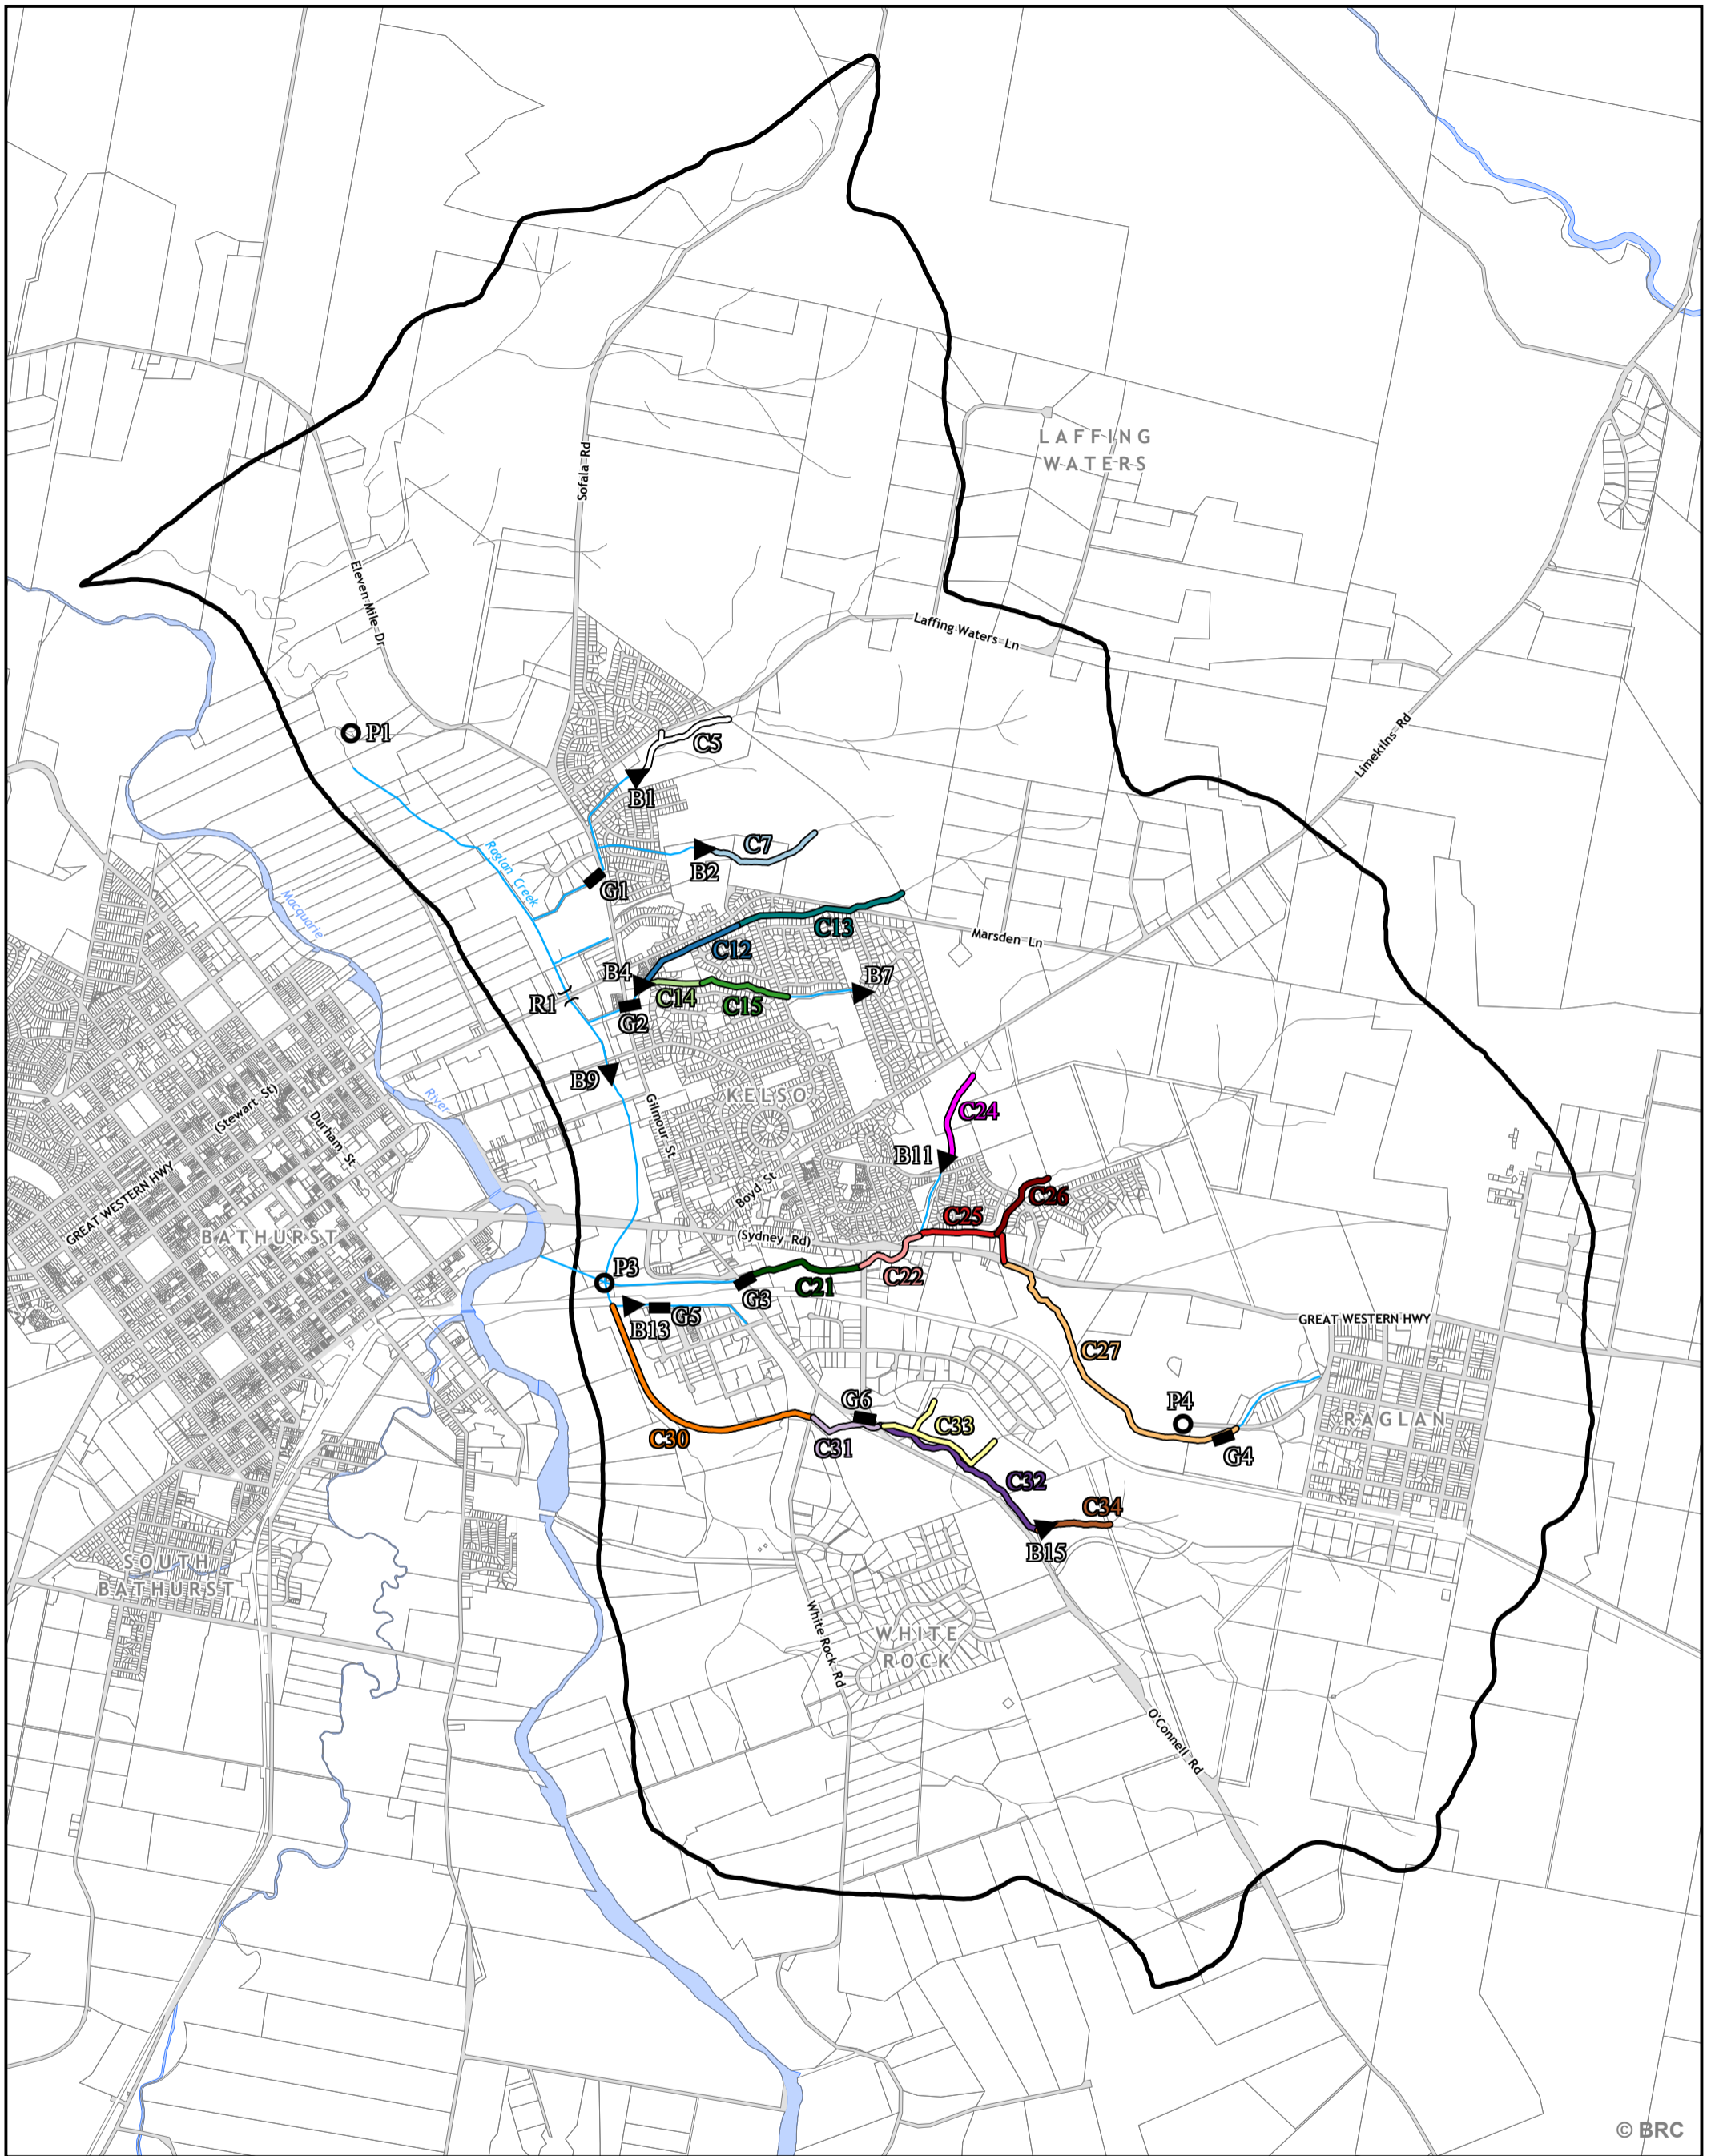 LAFFING
WATERS
Sofala Rd
Eleven Mile Dr
Laffing Waters Ln
Limekilns Rd
P1
C5
B1
C7
B2
Raglan Creek
G1
Macquarie
C13
C12
Marsden Ln
B4
B7
C14
C15
R1
G2
B9
KELSO
River
(Stewart St)
Durham St
Gilmour St
C24
B11
GREAT WESTERN HWY
Boyd St
C26
BATHURST
C25
(Sydney Rd)
P3
C22
C21
G3
G5
B13
GREAT WESTERN HWY
C27
G6
P4
RAGLAN
C33
C30
C31
G4
C32
C34
B15
SOUTH
BATHURST
White Rock Rd
WHITE
ROCK
O'Connell Rd
© BRC